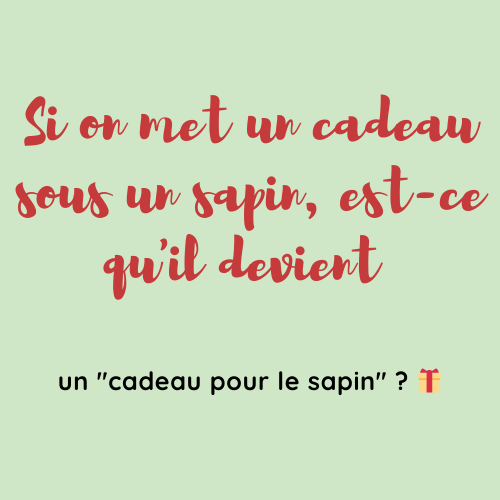 Si on met un cadeau
sous un sapin, est-ce
qu'il devient
un "cadeau pour le sapin" ? 🎁